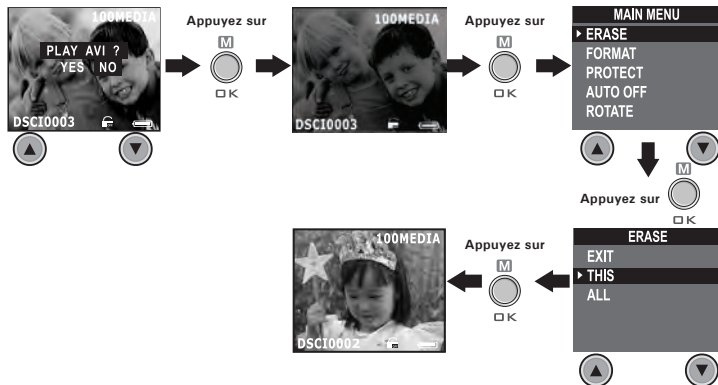 100MEDIA
PLAY AVI ?
YES NO
DSCI0003
Appuyez sur
M
OK
100MEDIA
DSCI0003
Appuyez sur
M
OK
MAIN MENU
ERASE
FORMAT
PROTECT
AUTO OFF
ROTATE
Appuyez sur
M
OK
ERASE
EXIT
THIS
ALL
Appuyez sur
M
OK
100MEDIA
DSCI0002